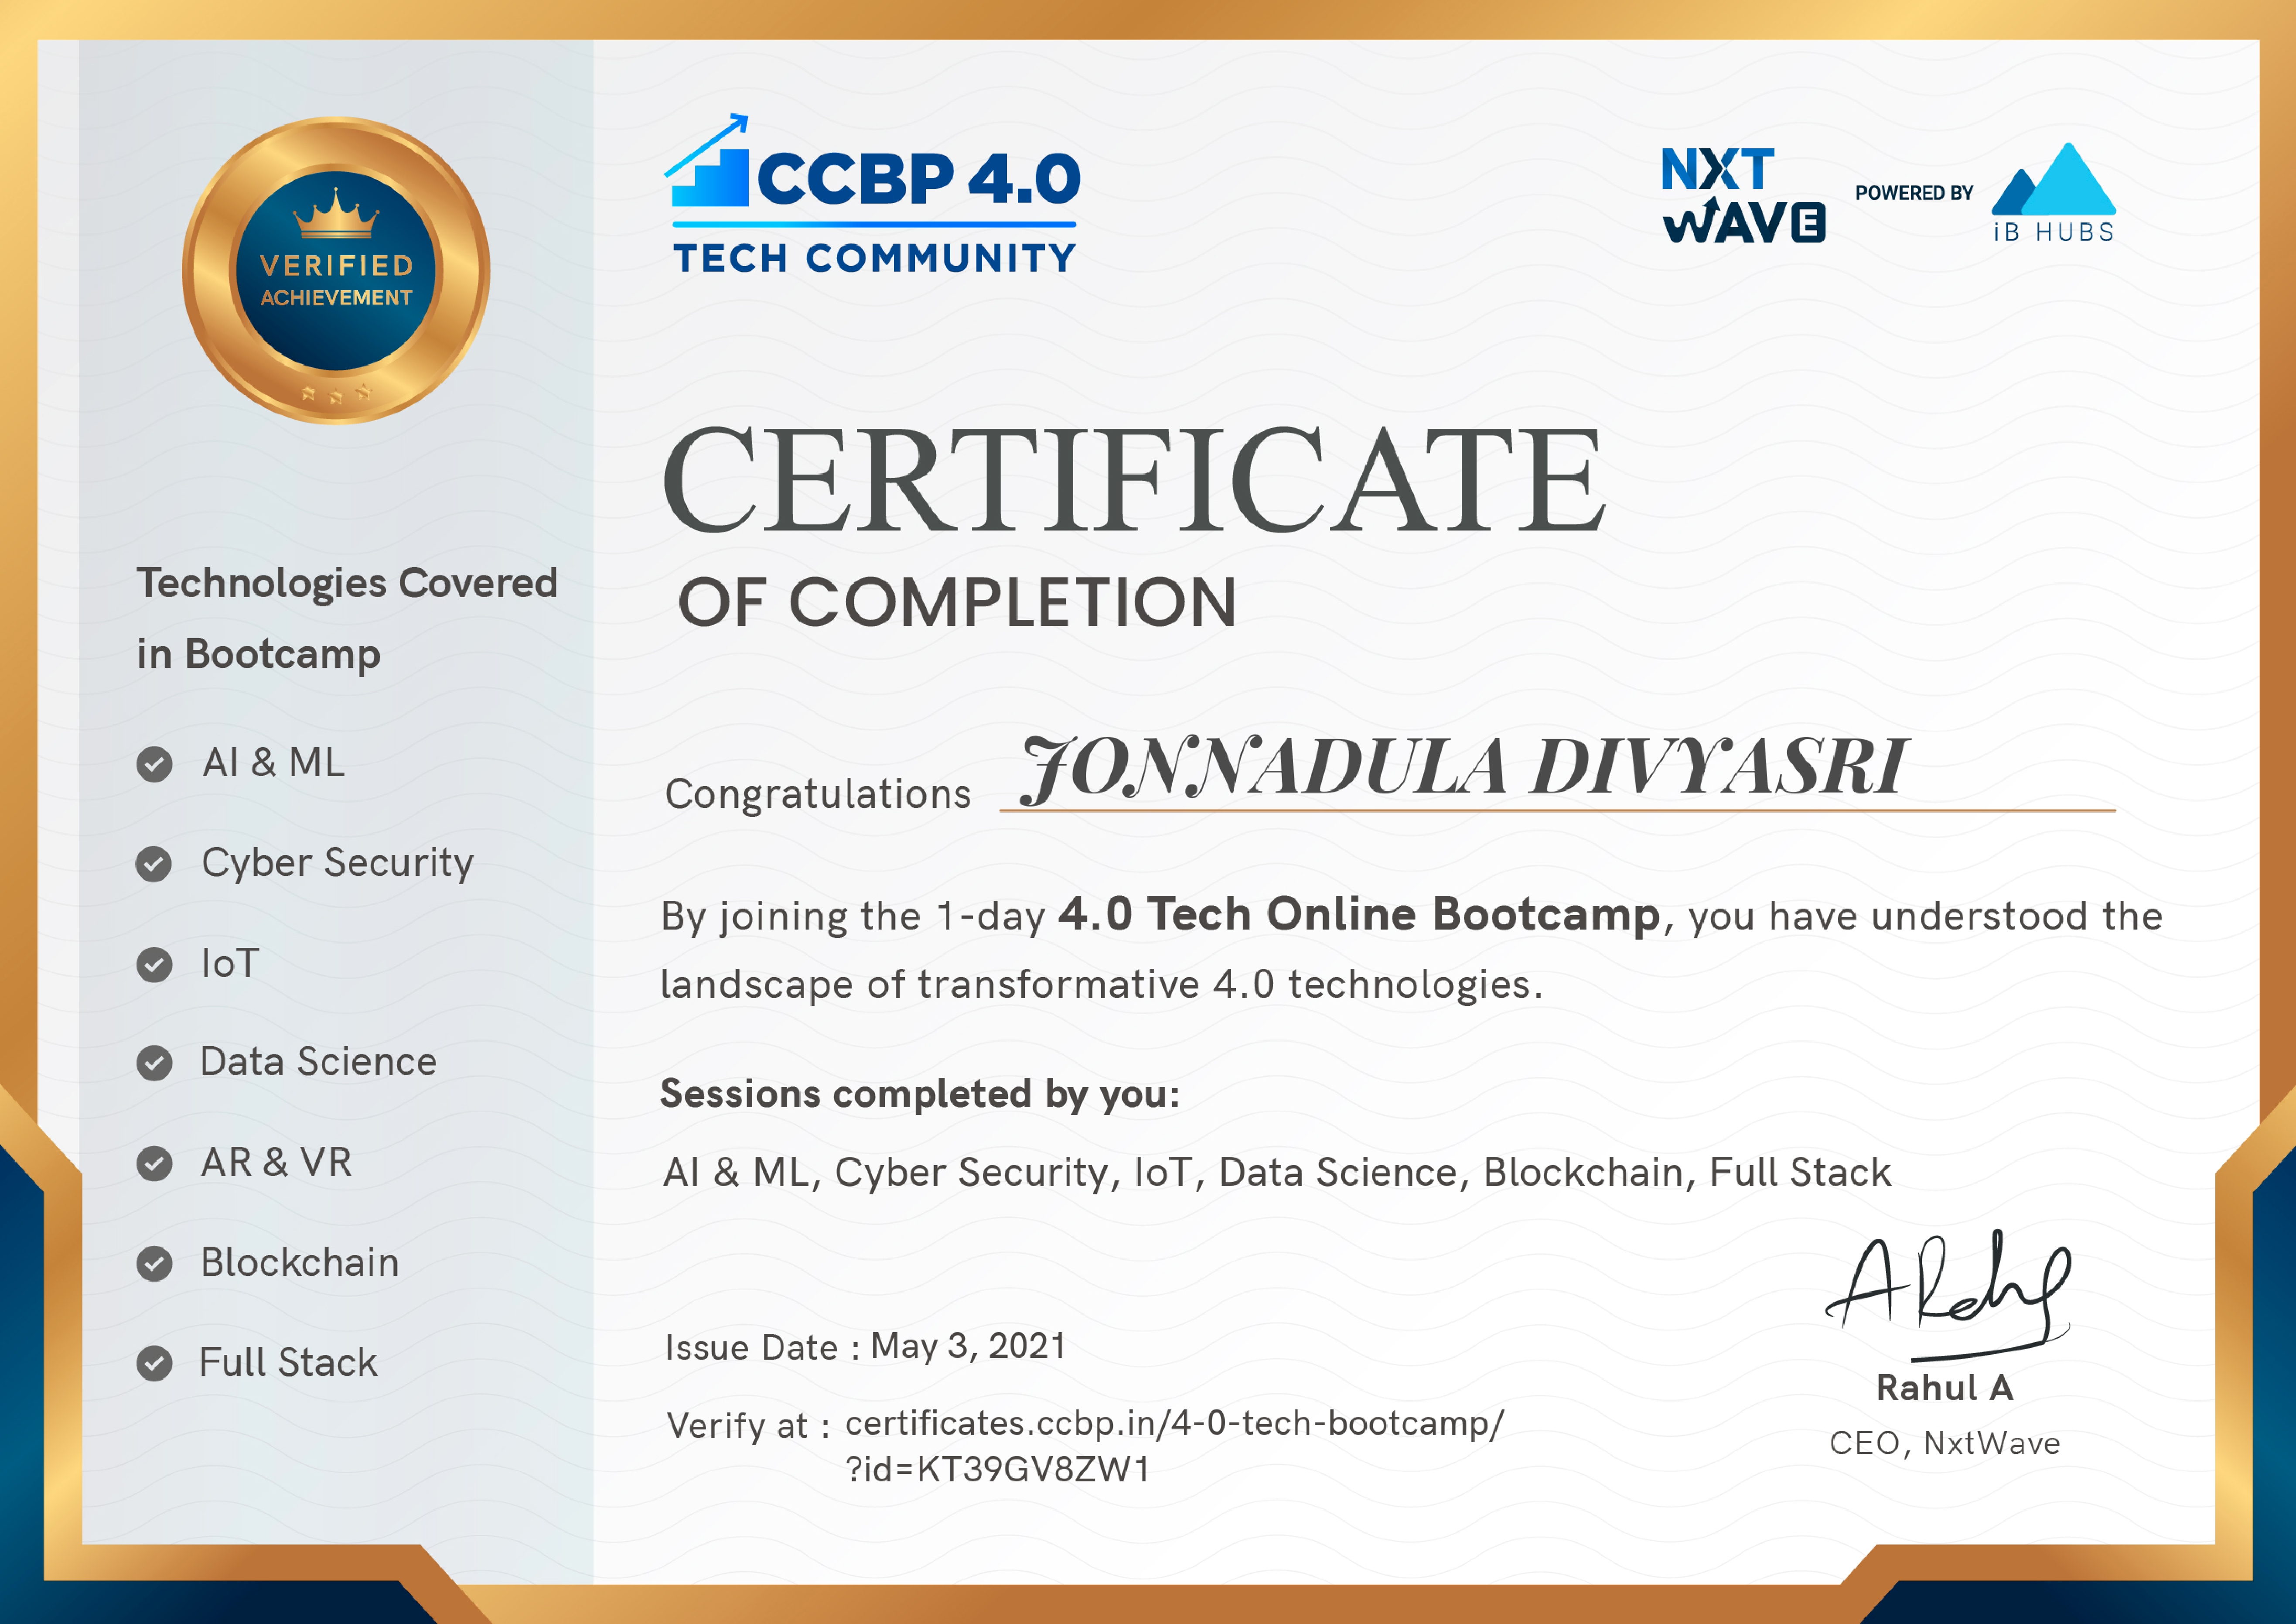 VERIFIED
ACHIEVEMENT
Technologies Covered
in Bootcamp
AI & ML
Cyber Security
IoT
Data Science
AR & VR
Blockchain
Full Stack
CCBP 4.0
TECH COMMUNITY
NXT
WAVE
POWERED BY
iB HUBS
CERTIFICATE
OF COMPLETION
Congratulations JONNADULA DIVYASRI
By joining the 1-day 4.0 Tech Online Bootcamp, you have understood the
landscape of transformative 4.0 technologies.
Sessions completed by you:
AI & ML, Cyber Security, IoT, Data Science, Blockchain, Full Stack
Issue Date : May 3, 2021
Verify at : certificates.ccbp.in/4-0-tech-bootcamp/
?id=KT39GV8ZW1
ARahul
Rahul A
CEO, NxtWave